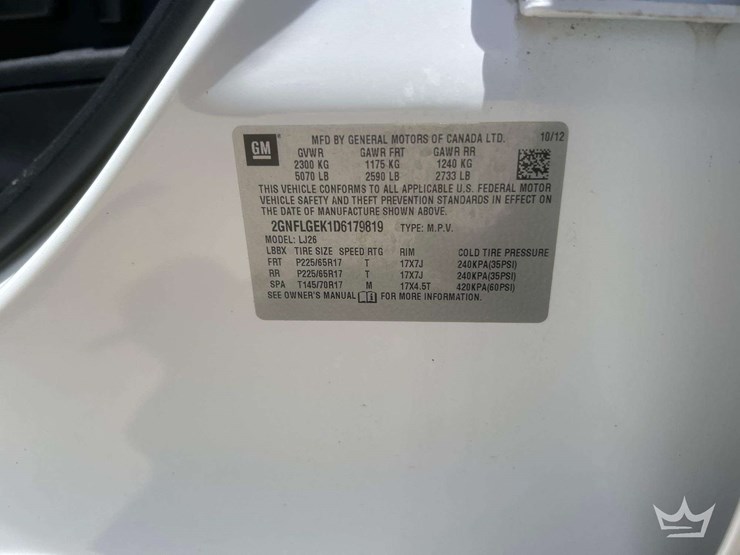 GM
MFD BY GENERAL MOTORS OF CANADA LTD. 10/12
GVWR GAWR FRT GAWR RR
2300 KG 1175 KG 1240 KG
5070 LB 2590 LB 2733 LB
THIS VEHICLE CONFORMS TO ALL APPLICABLE U.S. FEDERAL MOTOR
VEHICLE SAFETY AND THEFT PREVENTION STANDARDS IN EFFECT ON
THE DATE OF MANUFACTURE SHOWN ABOVE.
2GNFLGEK1D6179819 TYPE: M.P.V.
MODEL: LJ26
LBBX TIRE SIZE SPEED RTG RIM COLD TIRE PRESSURE
FRT P225/65R17 T 17X7J 240KPA(35PSI)
RR P225/65R17 T 17X7J 240KPA(35PSI)
SPA T145/70R17 M 17X4.5T 420KPA(60PSI)
SEE OWNER'S MANUAL FOR MORE INFORMATION.